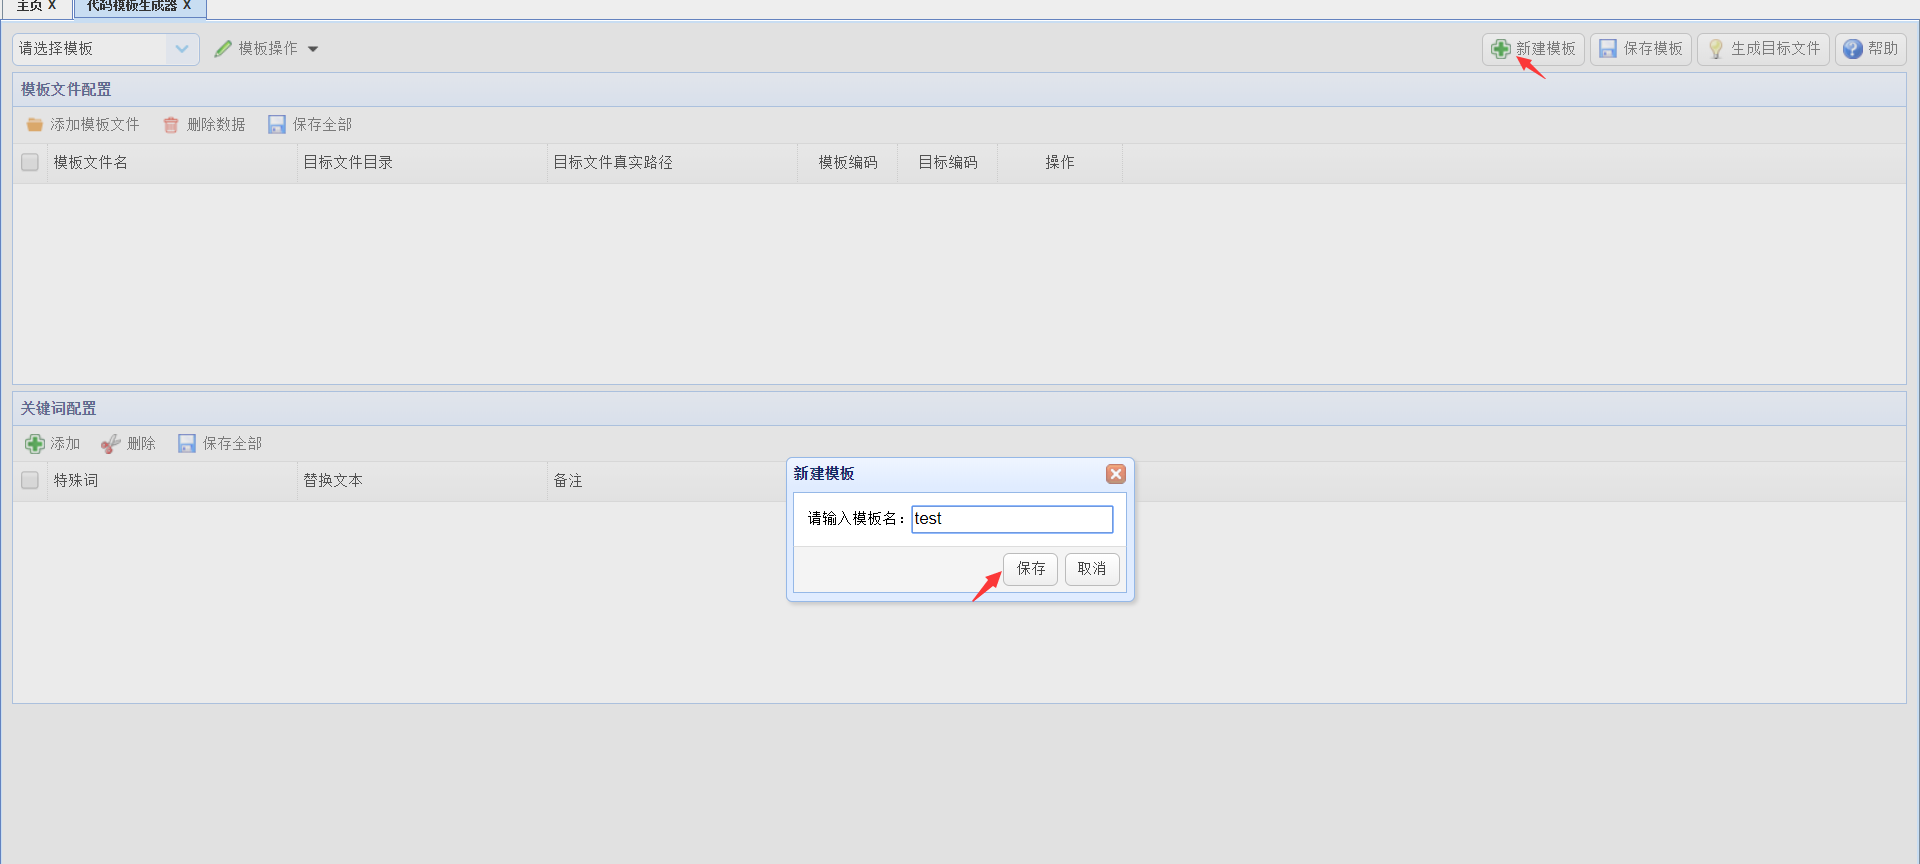 主页 X 代码模板生成器 X
请选择模板 模板操作 新建模板 保存模板 生成目标文件 帮助
模板文件配置
添加模板文件 删除数据 保存全部
模板文件名 目标文件目录 目标文件真实路径 模板编码 目标编码 操作
关键词配置
添加 删除 保存全部
特殊词 替换文本 备注
新建模板
请输入模板名：test
保存 取消